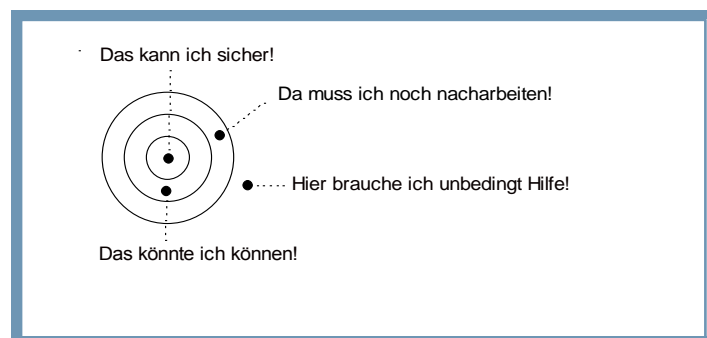 Das kann ich sicher!
Da muss ich noch nacharbeiten!
Hier brauche ich unbedingt Hilfe!
Das könnte ich können!